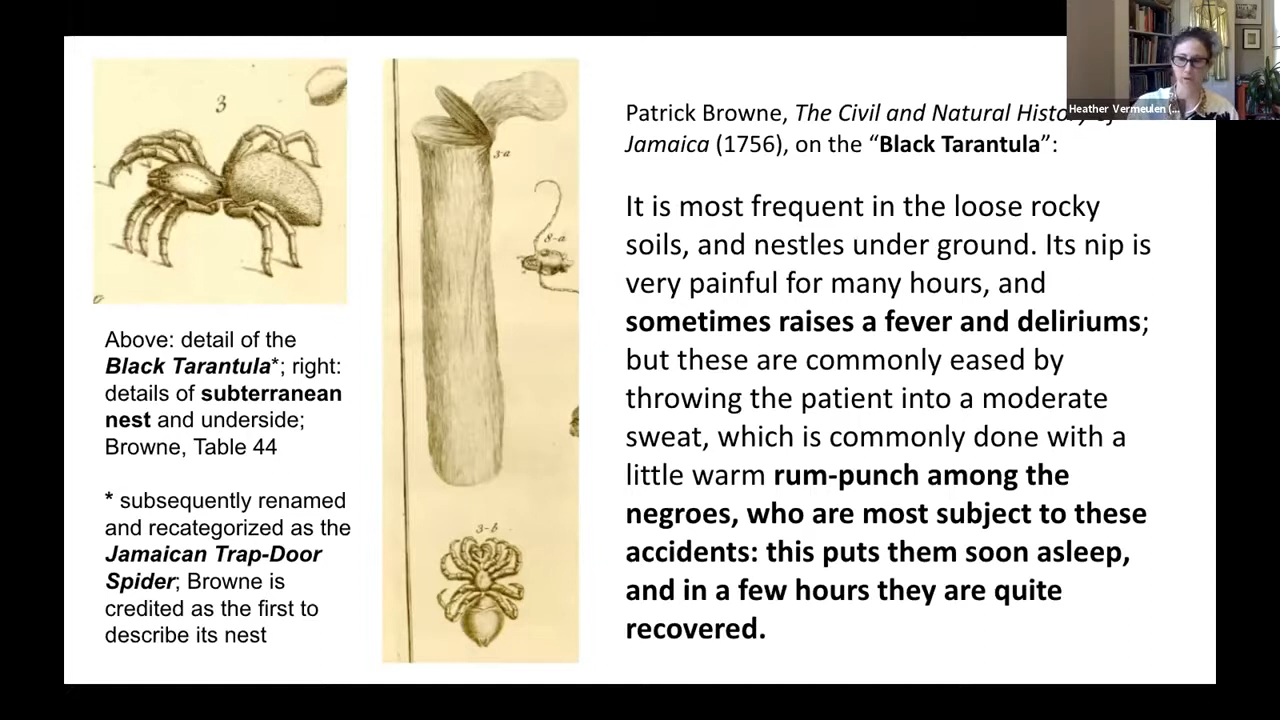 3
Above: detail of the
Black Tarantula*; right:
details of subterranean
nest and underside;
Browne, Table 44
* subsequently renamed
and recategorized as the
Jamaican Trap-Door
Spider; Browne is
credited as the first to
describe its nest
3-a
8-a
3-b
Patrick Browne, The Civil and Natural History of
Jamaica (1756), on the “Black Tarantula”:
It is most frequent in the loose rocky
soils, and nestles under ground. Its nip is
very painful for many hours, and
sometimes raises a fever and deliriums;
but these are commonly eased by
throwing the patient into a moderate
sweat, which is commonly done with a
little warm rum-punch among the
negroes, who are most subject to these
accidents: this puts them soon asleep,
and in a few hours they are quite
recovered.
Heather Vermeulen (...